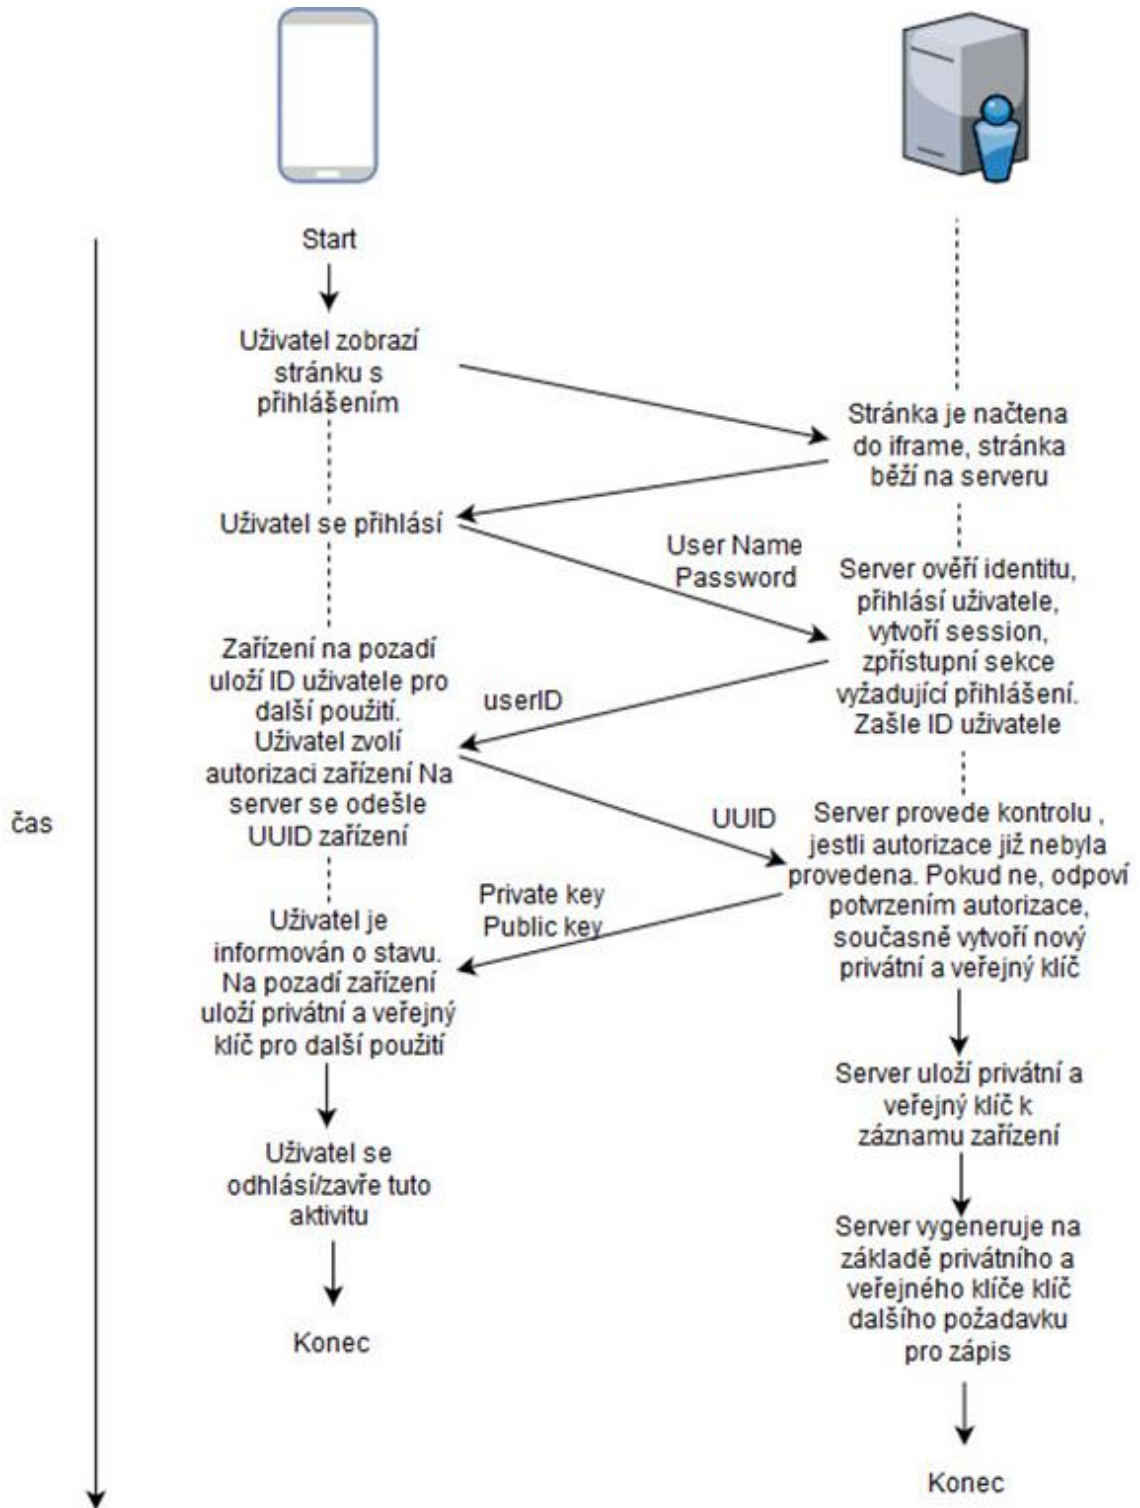 Start
Uživatel zobrazí
stránku s
přihlášením
Stránka je načtena
do iframe, stránka
běží na serveru
Uživatel se přihlásí
User Name
Password
Server ověří identitu,
přihlásí uživatele,
vytvoří session,
zpřístupní sekce
vyžadující přihlášení.
Zašle ID uživatele
Zařízení na pozadí
uloží ID uživatele pro
další použití.
Uživatel zvolí
autorizaci zařízení Na
server se odešle
UUID zařízení
userID
čas
UUID
Server provede kontrolu ,
jestli autorizace již nebyla
provedena. Pokud ne, odpoví
potvrzením autorizace,
současně vytvoří nový
privátní a veřejný klíč
Private key
Public key
Uživatel je
informován o stavu.
Na pozadí zařízení
uloží privátní a veřejný
klíč pro další použití
Server uloží privátní a
veřejný klíč k
záznamu zařízení
Uživatel se
odhlásí/zavře tuto
aktivitu
Server vygeneruje na
základě privátního a
veřejného klíče klíč
dalšího požadavku
pro zápis
Konec
Konec